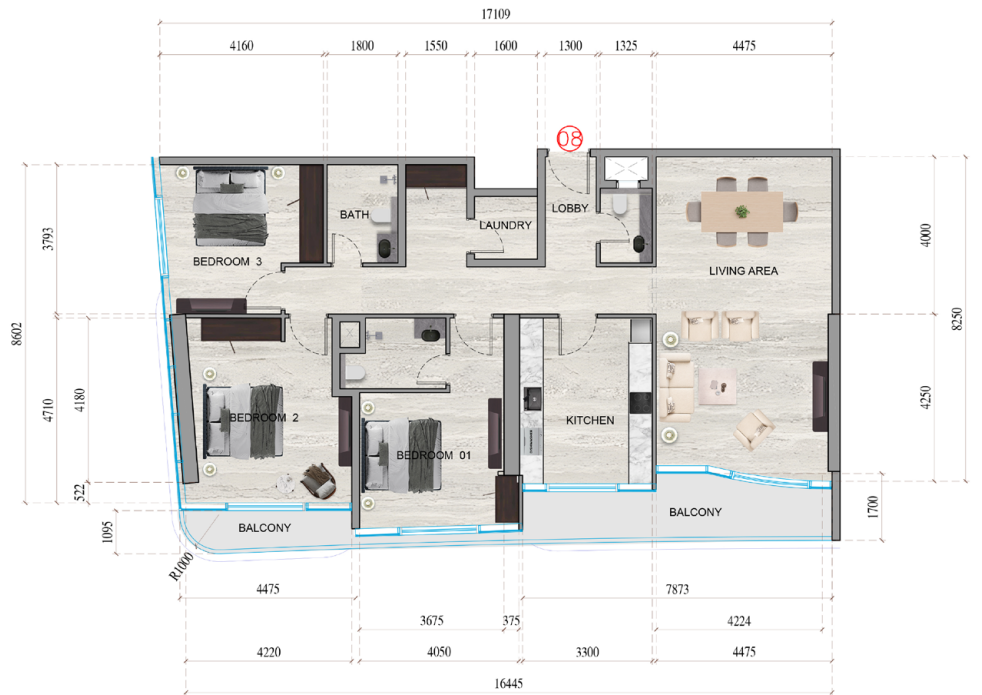 17109
4160 1800 1550 1600 1300 1325 4475
08
BATH
LOBBY
LAUNDRY
3793
4000
BEDROOM 3
LIVING AREA
8602
8250
4710
4180
4250
BEDROOM 2
KITCHEN
BEDROOM 01
522
1700
BALCONY
BALCONY
1095
R1000
4475
7873
3675 375
4224
4220
4050
3300
4475
16445